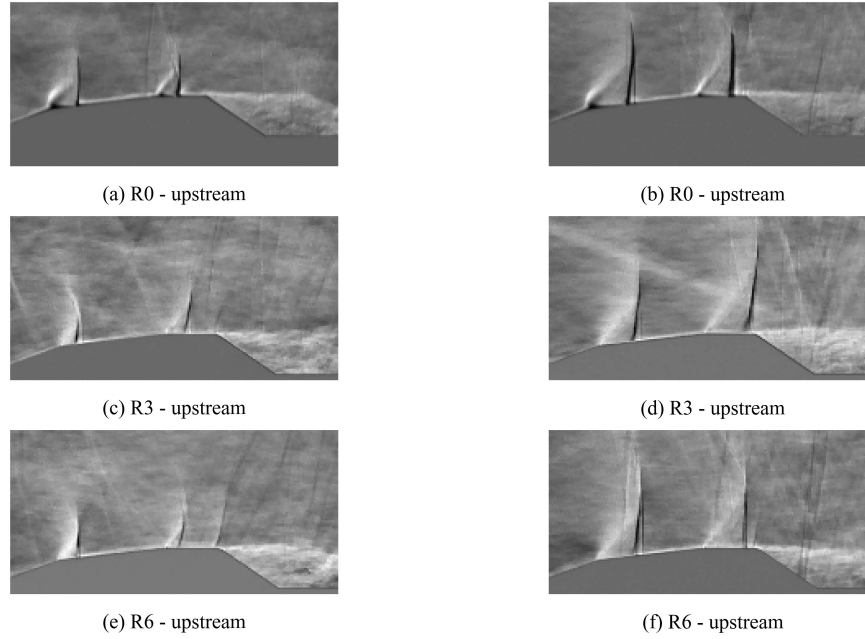 (a) R0 - upstream
(b) R0 - upstream
(c) R3 - upstream
(d) R3 - upstream
(e) R6 - upstream
(f) R6 - upstream